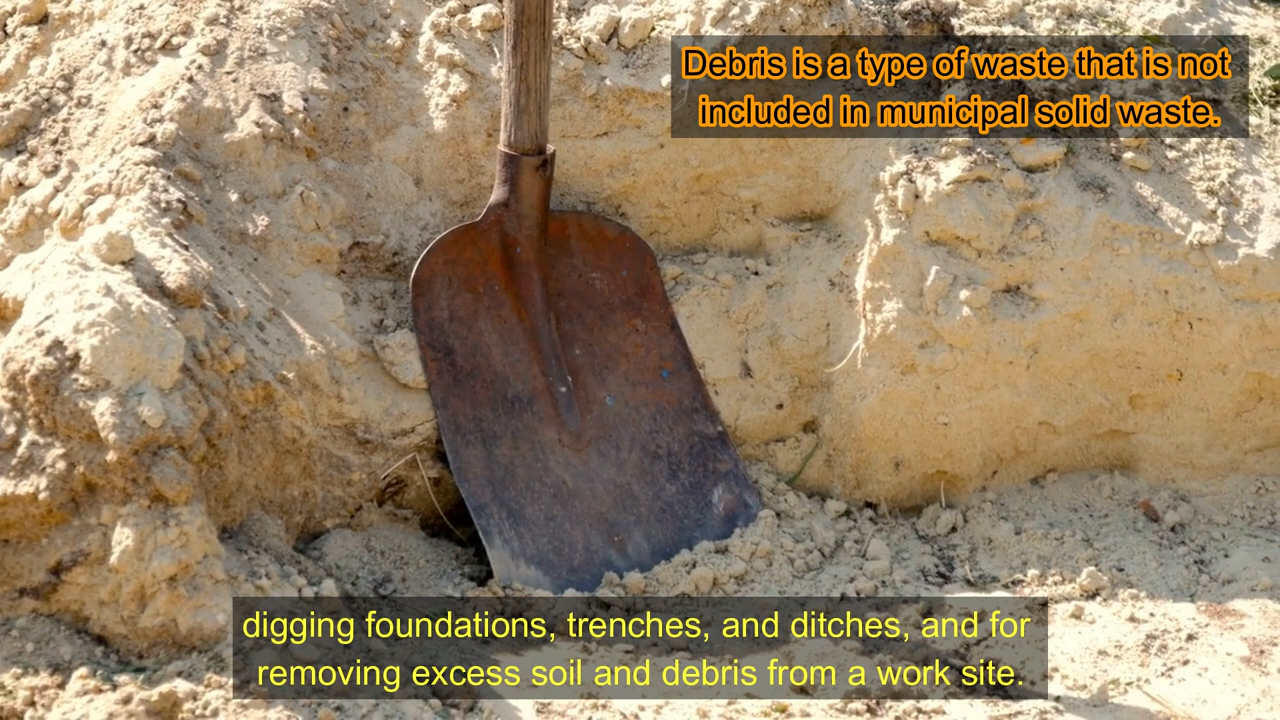 Debris is a type of waste that is not
included in municipal solid waste.
digging foundations, trenches, and ditches, and for
removing excess soil and debris from a work site.